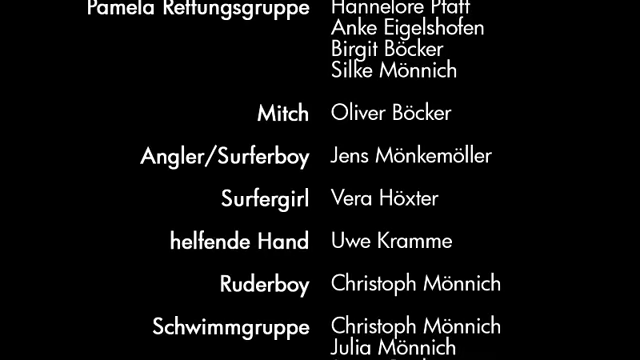 Pamela Rettungsgruppe Hannelore Pfaff
Anke Eigelshofen
Birgit Böcker
Silke Mönnich
Mitch Oliver Böcker
Angler/Surferboy Jens Mönkemöller
Surfergirl Vera Höxter
helfende Hand Uwe Kramme
Ruderboy Christoph Mönnich
Schwimmgruppe Christoph Mönnich
Julia Mönnich